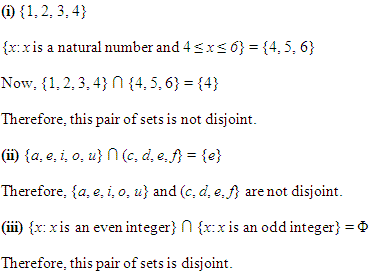 (i) {1, 2, 3, 4}
{x: x is a natural number and 4 ≤ x ≤ 6} = {4, 5, 6}
Now, {1, 2, 3, 4} ∩ {4, 5, 6} = {4}
Therefore, this pair of sets is not disjoint.
(ii) {a, e, i, o, u} ∩ (c, d, e, f} = {e}
Therefore, {a, e, i, o, u} and (c, d, e, f} are not disjoint.
(iii) {x: x is an even integer} ∩ {x: x is an odd integer} = Φ
Therefore, this pair of sets is disjoint.